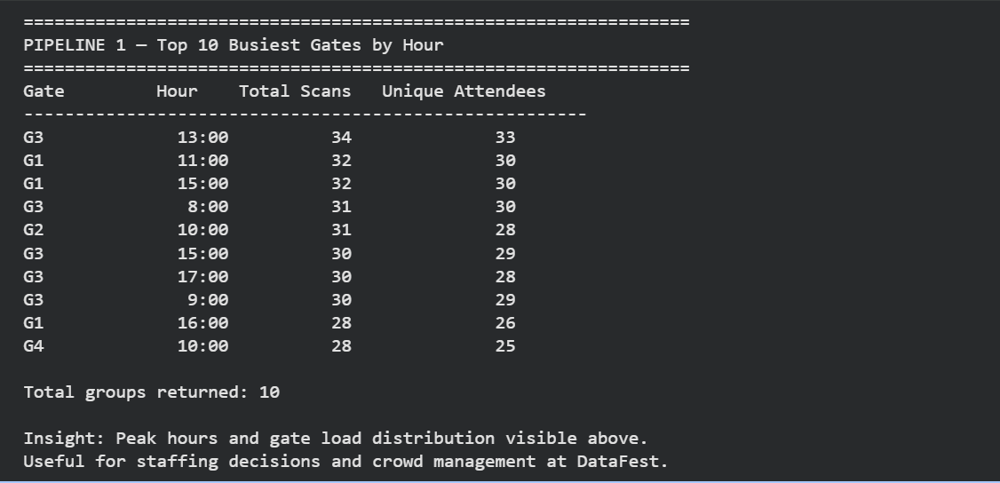 =================================================================
PIPELINE 1 — Top 10 Busiest Gates by Hour
=================================================================
Gate         Hour    Total Scans   Unique Attendees
-------------------------------------------------------
G3             13:00          34              33
G1             11:00          32              30
G1             15:00          32              30
G3              8:00          31              30
G2             10:00          31              28
G3             15:00          30              29
G3             17:00          30              28
G3              9:00          30              29
G1             16:00          28              26
G4             10:00          28              25
Total groups returned: 10
Insight: Peak hours and gate load distribution visible above.
Useful for staffing decisions and crowd management at DataFest.